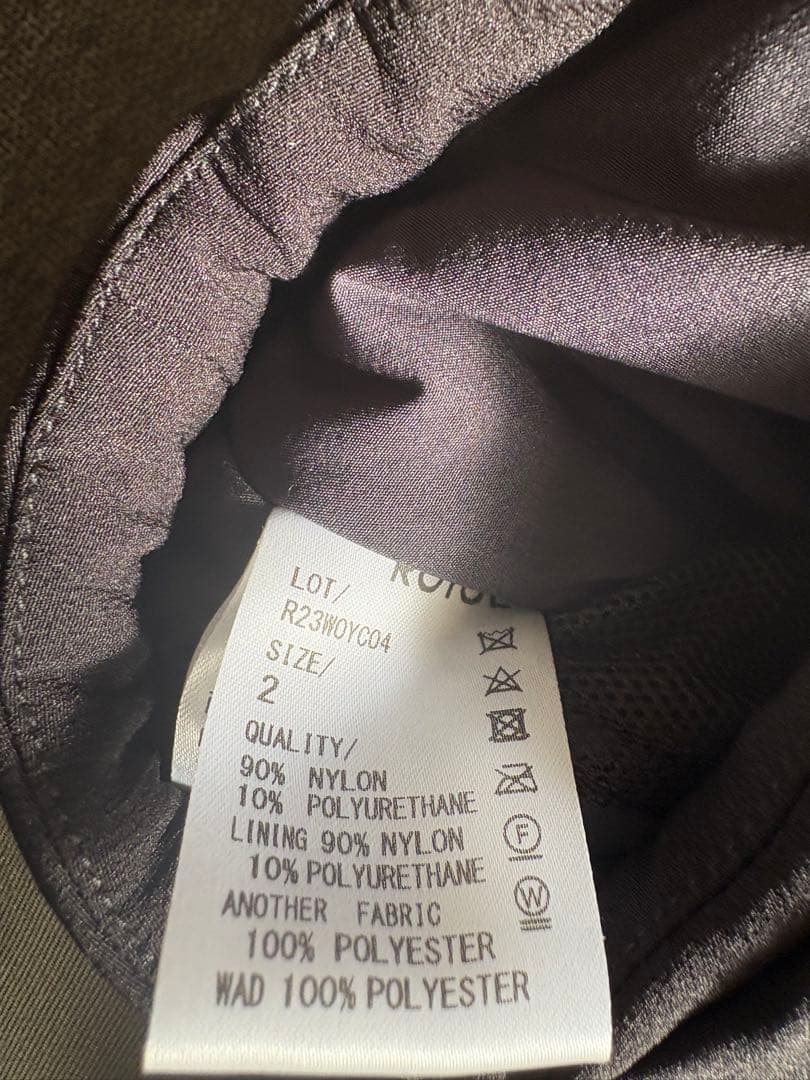 LOT/
R23WOYC04
SIZE/
2
QUALITY/
90% NYLON
10% POLYURETHANE
LINING 90% NYLON
10% POLYURETHANE
ANOTHER FABRIC
100% POLYESTER
WAD 100% POLYESTER
F
W